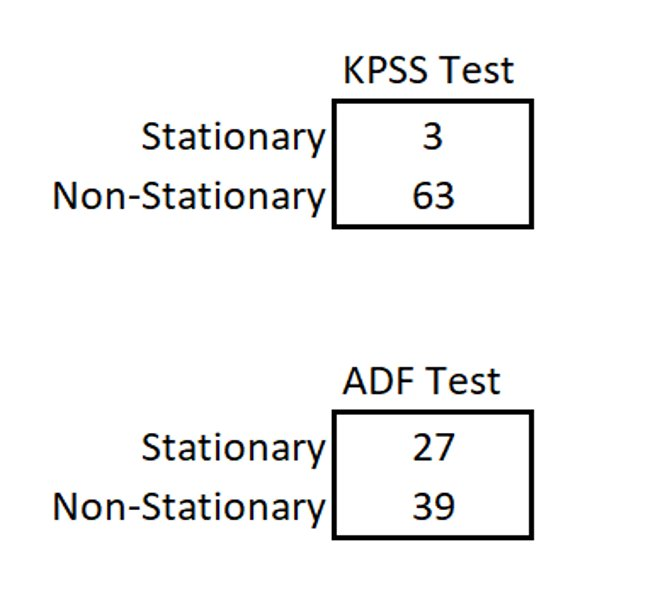 KPSS Test
Stationary 3
Non-Stationary 63
ADF Test
Stationary 27
Non-Stationary 39